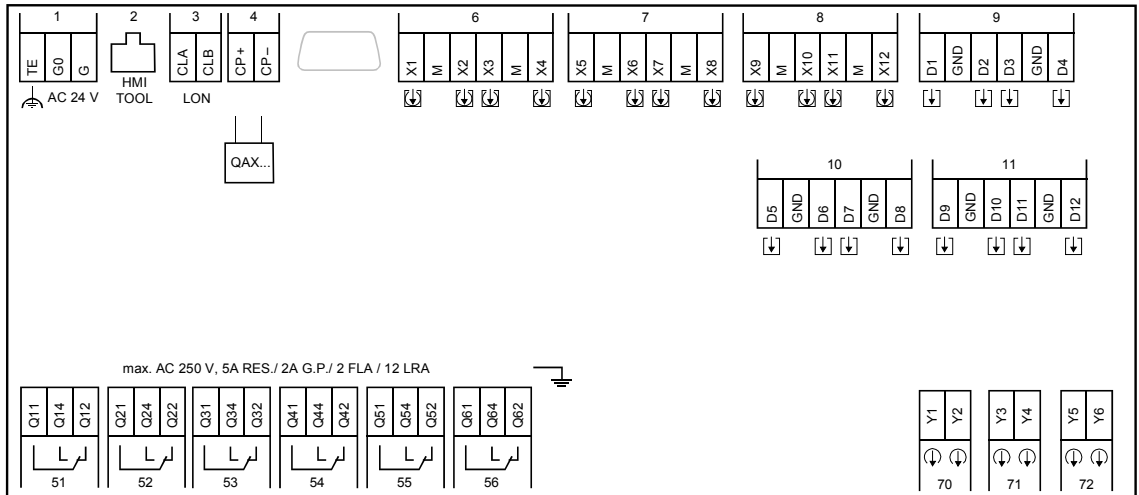 1 2 3 4 6 7 8 9
TE G0 G CLA CLB CP+ CP− X1 M X2 X3 M X4 X5 M X6 X7 M X8 X9 M X10 X11 M X12 D1 GND D2 D3 GND D4
AC 24 V
HMI
TOOL
LON
QAX...
10 11
D5 GND D6 D7 GND D8 D9 GND D10 D11 GND D12
max. AC 250 V, 5A RES./ 2A G.P./ 2 FLA / 12 LRA
Q11 Q14 Q12 Q21 Q24 Q22 Q31 Q34 Q32 Q41 Q44 Q42 Q51 Q54 Q52 Q61 Q64 Q62 Y1 Y2 Y3 Y4 Y5 Y6
51 52 53 54 55 56 70 71 72